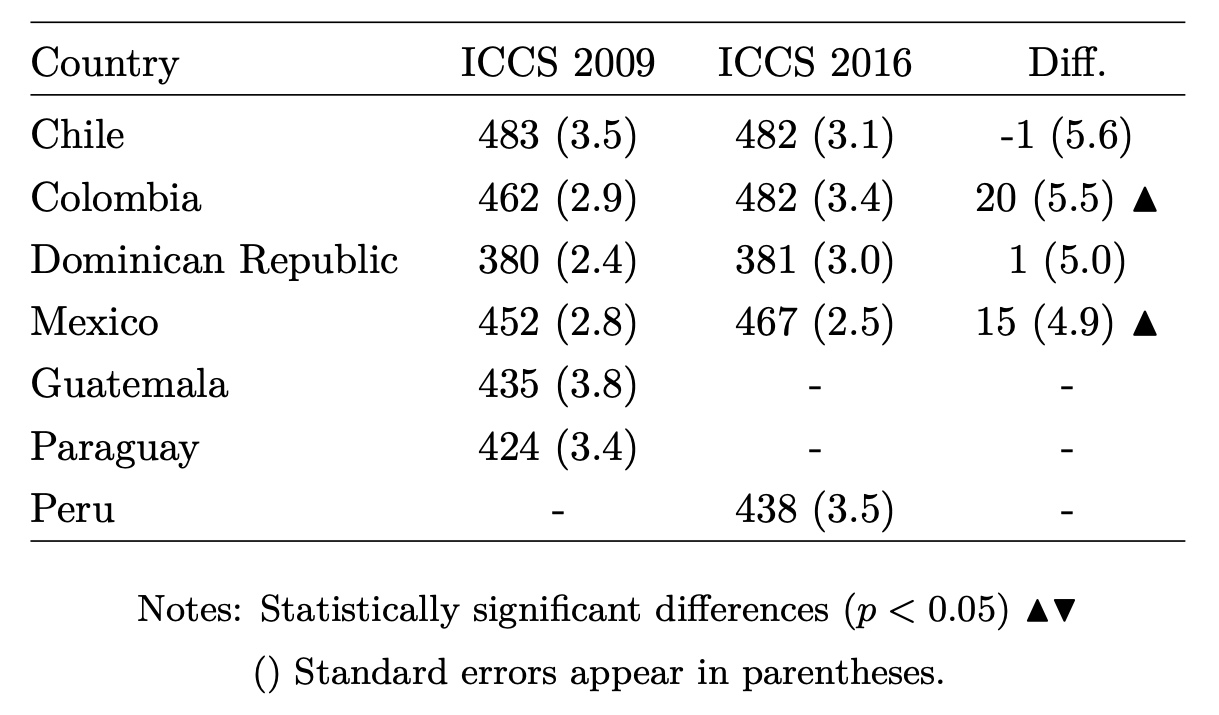 Country ICCS 2009 ICCS 2016 Diff.
Chile 483 (3.5) 482 (3.1) -1 (5.6)
Colombia 462 (2.9) 482 (3.4) 20 (5.5) ▲
Dominican Republic 380 (2.4) 381 (3.0) 1 (5.0)
Mexico 452 (2.8) 467 (2.5) 15 (4.9) ▲
Guatemala 435 (3.8) - -
Paraguay 424 (3.4) - -
Peru - 438 (3.5) -
Notes: Statistically significant differences (p < 0.05) ▲▼
() Standard errors appear in parentheses.